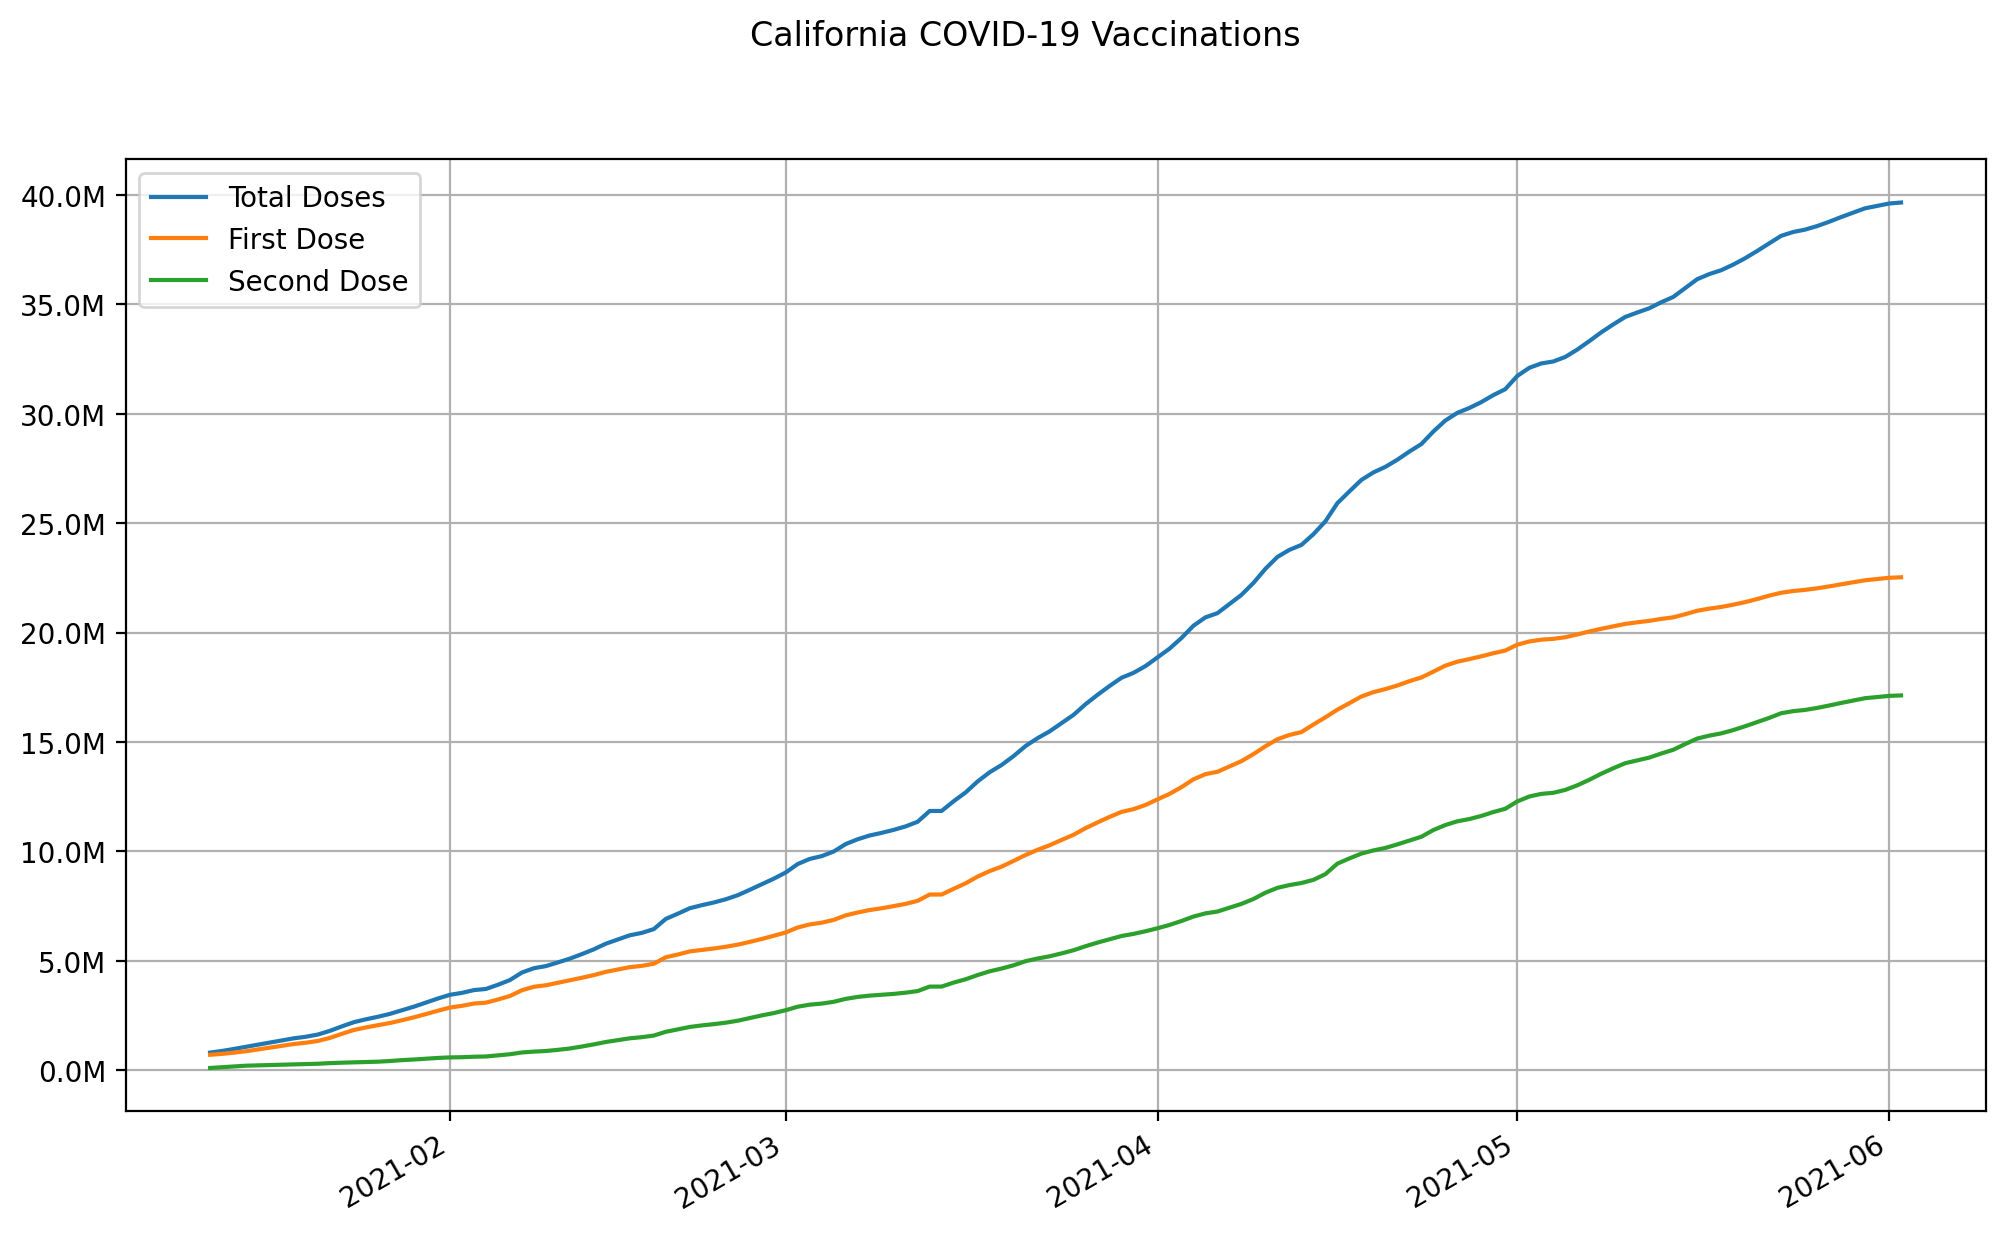 California COVID-19 Vaccinations
40.0M
35.0M
30.0M
25.0M
20.0M
15.0M
10.0M
5.0M
0.0M
Total Doses
First Dose
Second Dose
2021-02
2021-03
2021-04
2021-05
2021-06